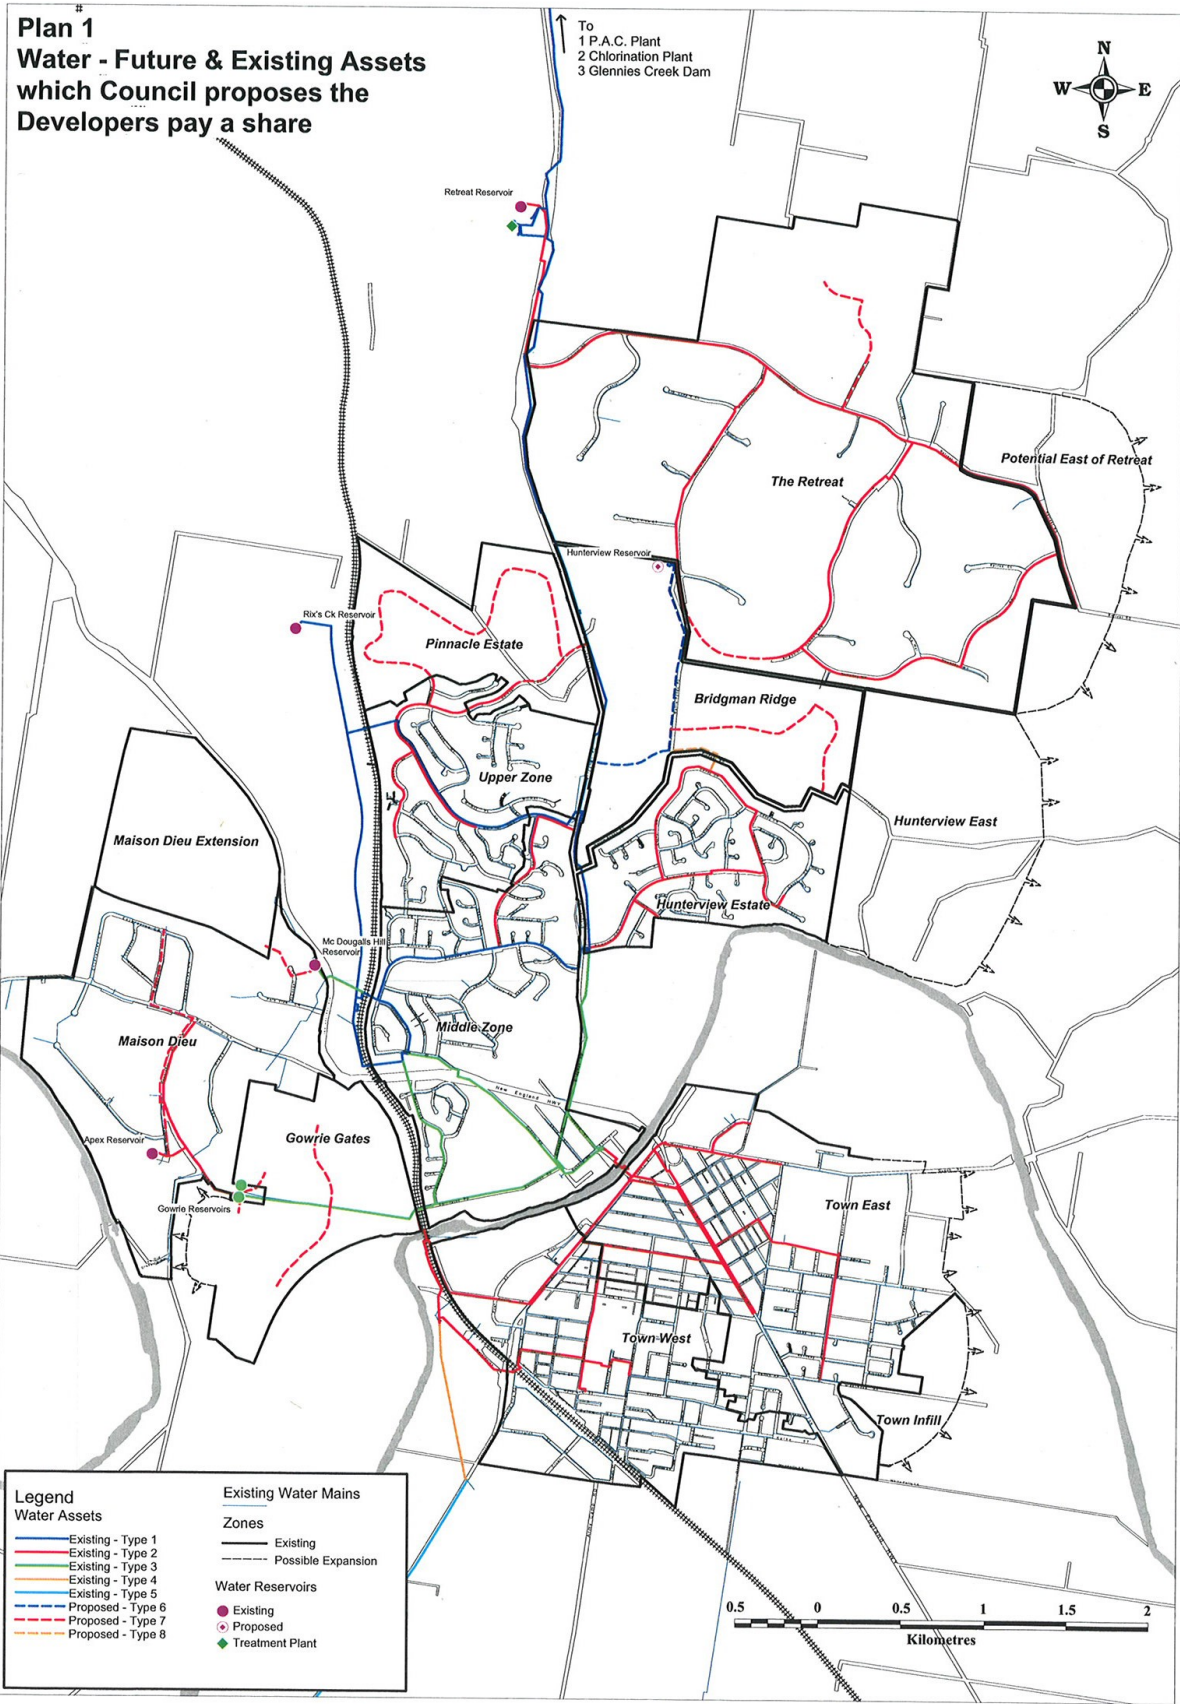 Plan 1
Water - Future & Existing Assets
which Council proposes the
Developers pay a share
To
1 P.A.C. Plant
2 Chlorination Plant
3 Glennies Creek Dam
N
W E
S
Retreat Reservoir
Potential East of Retreat
The Retreat
Hunterview Reservoir
Rix's Ck Reservoir
Pinnacle Estate
Bridgman Ridge
Upper Zone
Hunterview East
Maison Dieu Extension
Hunterview Estate
Mc Dougalls Hill
Reservoir
Middle Zone
Maison Dieu
New England HWY
Gowrie Gates
Apex Reservoir
Gowrie Reservoirs
Town East
Town West
Town Infill
Legend
Water Assets
Existing - Type 1
Existing - Type 2
Existing - Type 3
Existing - Type 4
Existing - Type 5
Proposed - Type 6
Proposed - Type 7
Proposed - Type 8
Existing Water Mains
Zones
Existing
Possible Expansion
Water Reservoirs
Existing
Proposed
Treatment Plant
0.5 0 0.5 1 1.5 2
Kilometres